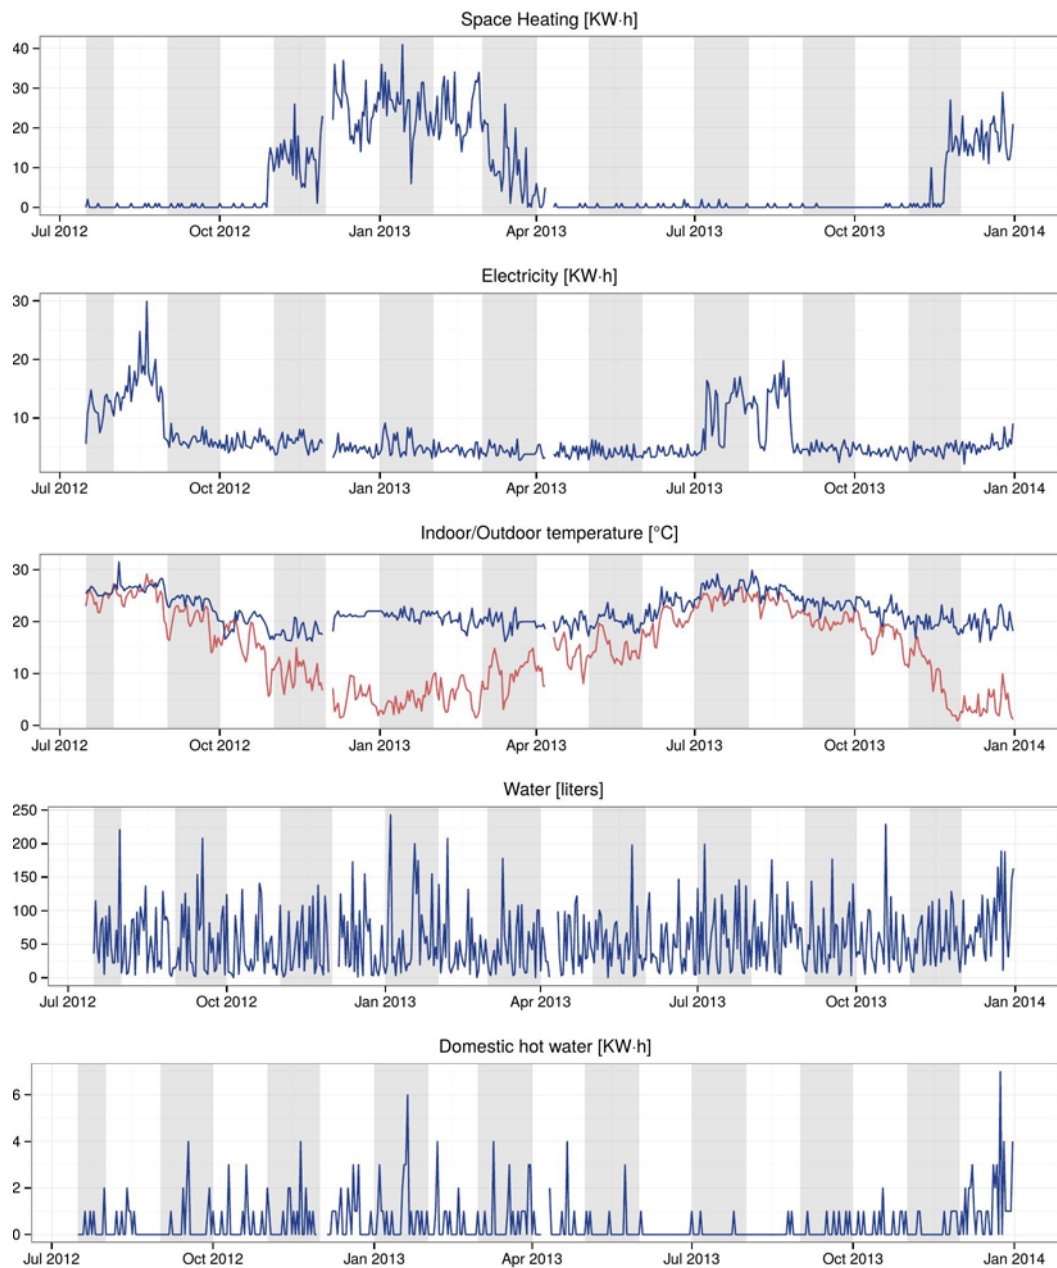 Space Heating [KW·h]
40
30
20
10
0
Jul 2012 Oct 2012 Jan 2013 Apr 2013 Jul 2013 Oct 2013 Jan 2014
Electricity [KW·h]
30
20
10
Jul 2012 Oct 2012 Jan 2013 Apr 2013 Jul 2013 Oct 2013 Jan 2014
Indoor/Outdoor temperature [°C]
30
20
10
0
Jul 2012 Oct 2012 Jan 2013 Apr 2013 Jul 2013 Oct 2013 Jan 2014
Water [liters]
250
200
150
100
50
0
Jul 2012 Oct 2012 Jan 2013 Apr 2013 Jul 2013 Oct 2013 Jan 2014
Domestic hot water [KW·h]
6
4
2
0
Jul 2012 Oct 2012 Jan 2013 Apr 2013 Jul 2013 Oct 2013 Jan 2014